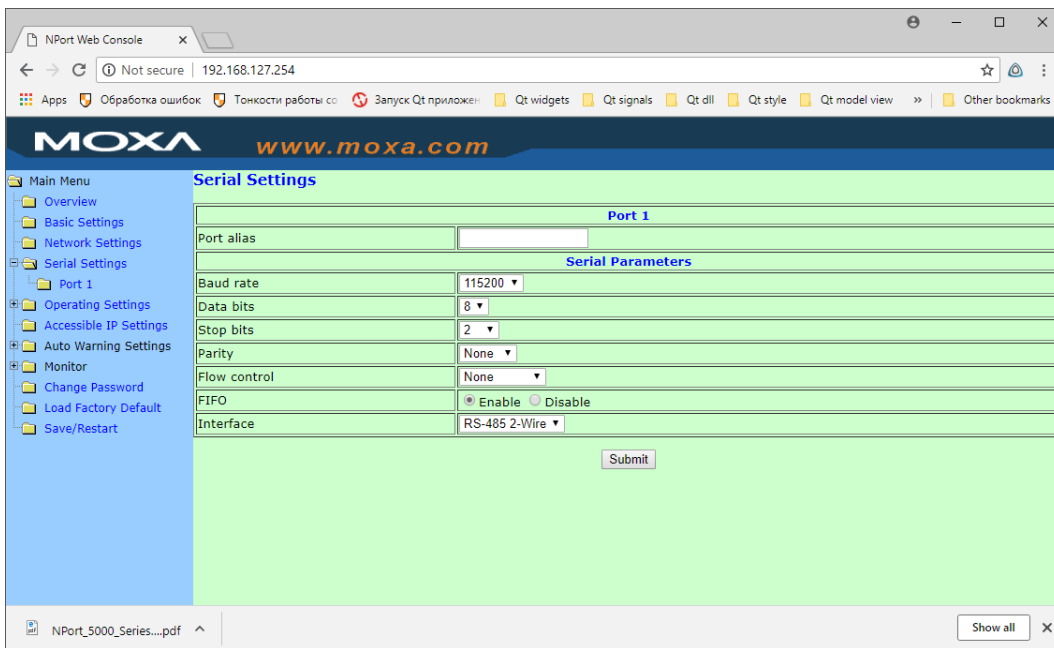 NPort Web Console
Not secure
192.168.127.254
Apps
Обработка ошибок
Тонкости работы со
Запуск Qt приложен
Qt widgets
Qt signals
Qt dll
Qt style
Qt model view
»
Other bookmarks
MOXA
www.moxa.com
Main Menu
Overview
Basic Settings
Network Settings
Serial Settings
Port 1
Operating Settings
Accessible IP Settings
Auto Warning Settings
Monitor
Change Password
Load Factory Default
Save/Restart
Serial Settings
Port 1
Port alias
Serial Parameters
Baud rate 115200
Data bits 8
Stop bits 2
Parity None
Flow control None
FIFO Enable Disable
Interface RS-485 2-Wire
Submit
NPort_5000_Series....pdf
Show all